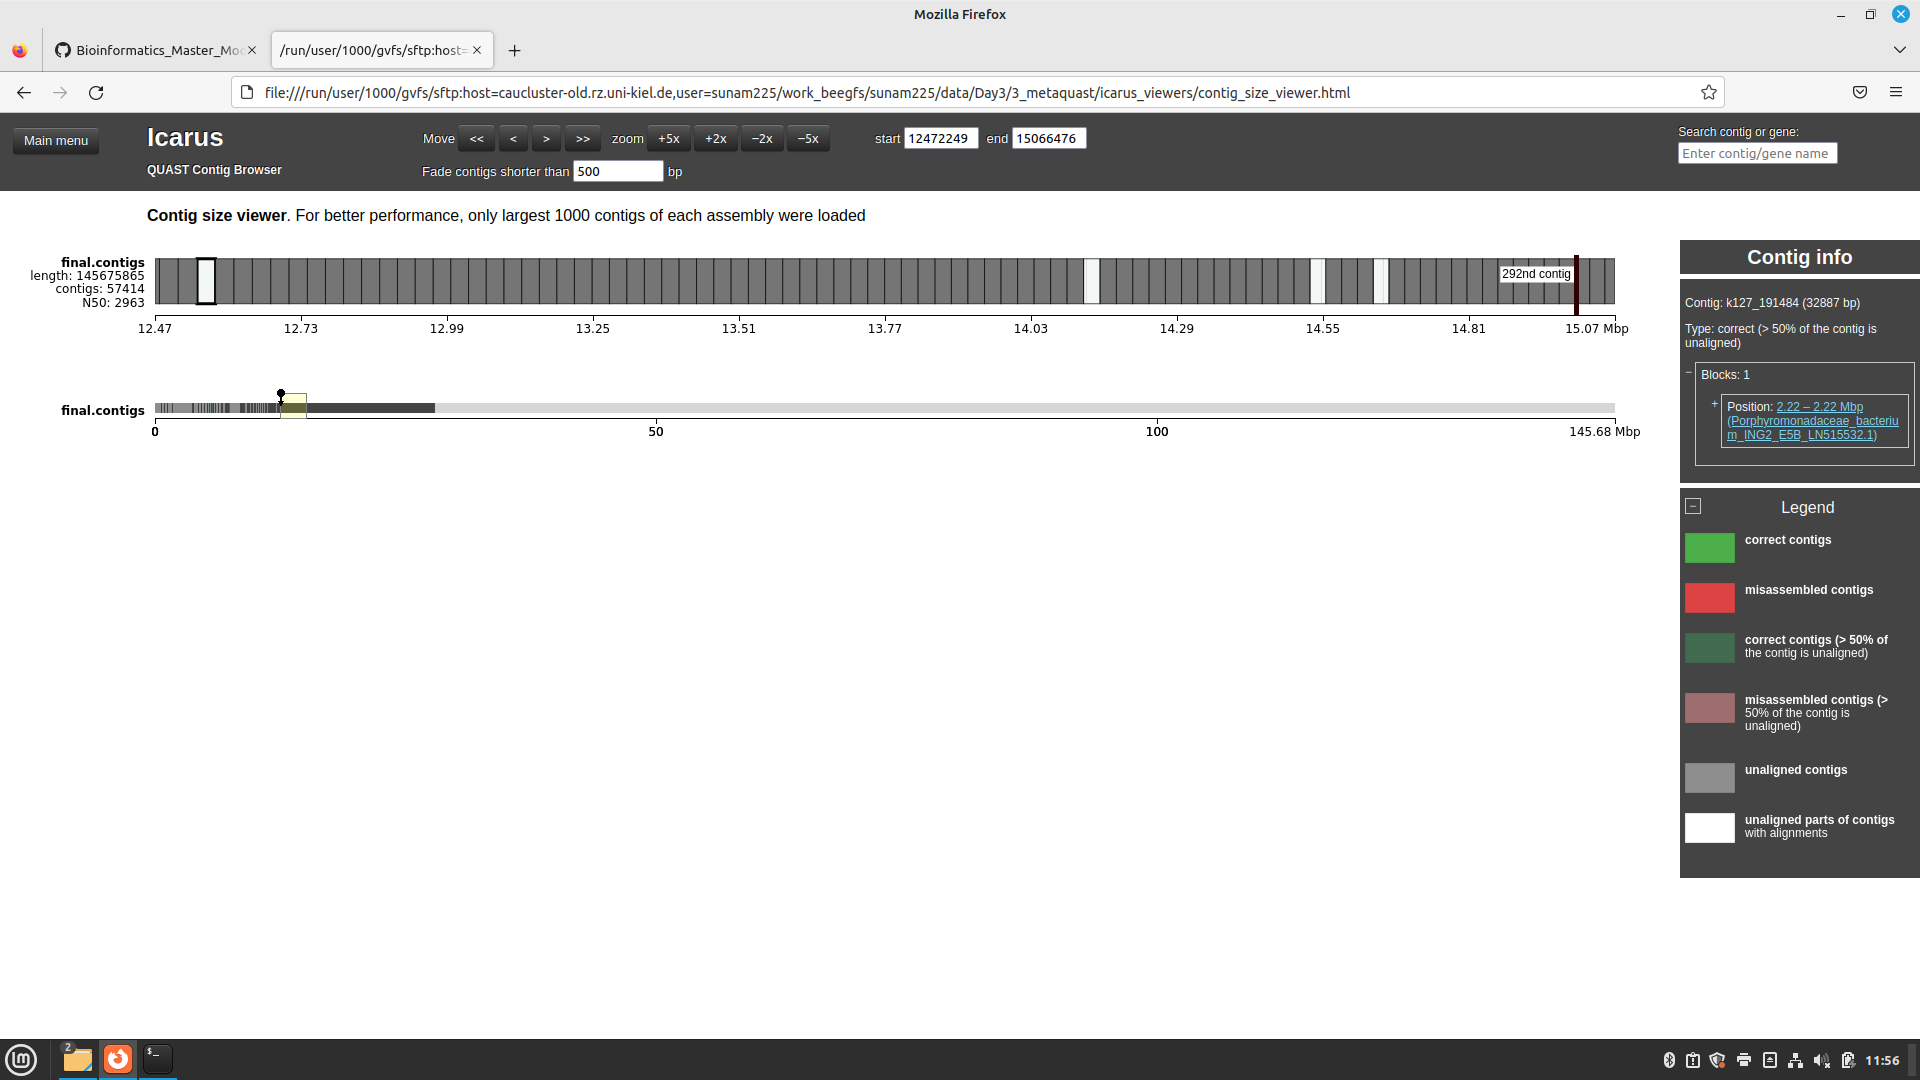 Mozilla Firefox
Bioinformatics_Master_Mo
/run/user/1000/gvfs/sftp:host=
file:///run/user/1000/gvfs/sftp:host=caucluster-old.rz.uni-kiel.de,user=sunam225/work_beegfs/sunam225/data/Day3/3_metaquast/icarus_viewers/contig_size_viewer.html
Main menu
Icarus
QUAST Contig Browser
Move << < > >> zoom +5x +2x −2x −5x start 12472249 end 15066476
Fade contigs shorter than 500 bp
Search contig or gene:
Enter contig/gene name
Contig size viewer. For better performance, only largest 1000 contigs of each assembly were loaded
final.contigs
length: 145675865
contigs: 57414
N50: 2963
292nd contig
12.47 12.73 12.99 13.25 13.51 13.77 14.03 14.29 14.55 14.81 15.07 Mbp
final.contigs
0 50 100 145.68 Mbp
Contig info
Contig: k127_191484 (32887 bp)
Type: correct (> 50% of the contig is
unaligned)
− Blocks: 1
+ Position: 2.22 – 2.22 Mbp
(Porphyromonadaceae_bacteriu
m_ING2_E5B_LN515532.1)
− Legend
correct contigs
misassembled contigs
correct contigs (> 50% of
the contig is unaligned)
misassembled contigs (>
50% of the contig is
unaligned)
unaligned contigs
unaligned parts of contigs
with alignments
2
$_
11:56